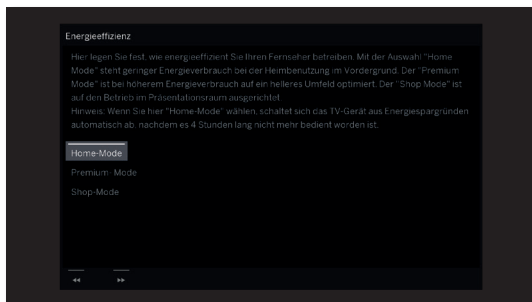 Energieeffizienz
Hier legen Sie fest, wie energieeffizient Sie Ihren Fernseher betreiben. Mit der Auswahl "Home
Mode" steht geringer Energieverbrauch bei der Heimbenutzung im Vordergrund. Der "Premium
Mode" ist bei höherem Energieverbrauch auf ein helleres Umfeld optimiert. Der "Shop Mode" ist
auf den Betrieb im Präsentationsraum ausgerichtet.
Hinweis: Wenn Sie hier "Home-Mode" wählen, schaltet sich das TV-Gerät aus Energiespargründen
automatisch ab, nachdem es 4 Stunden lang nicht mehr bedient worden ist.
Home-Mode
Premium- Mode
Shop-Mode